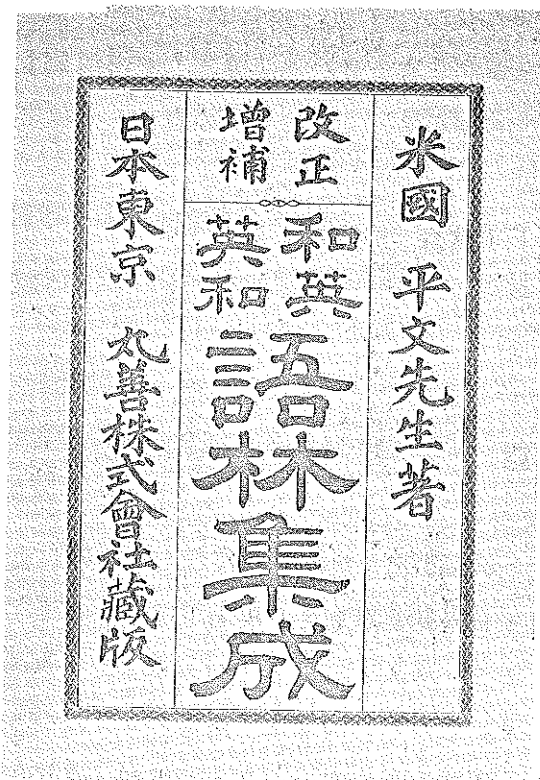 米國　平文先生著
改正
增補
和英
英和
語林集成
日本東京　丸善株式會社藏版